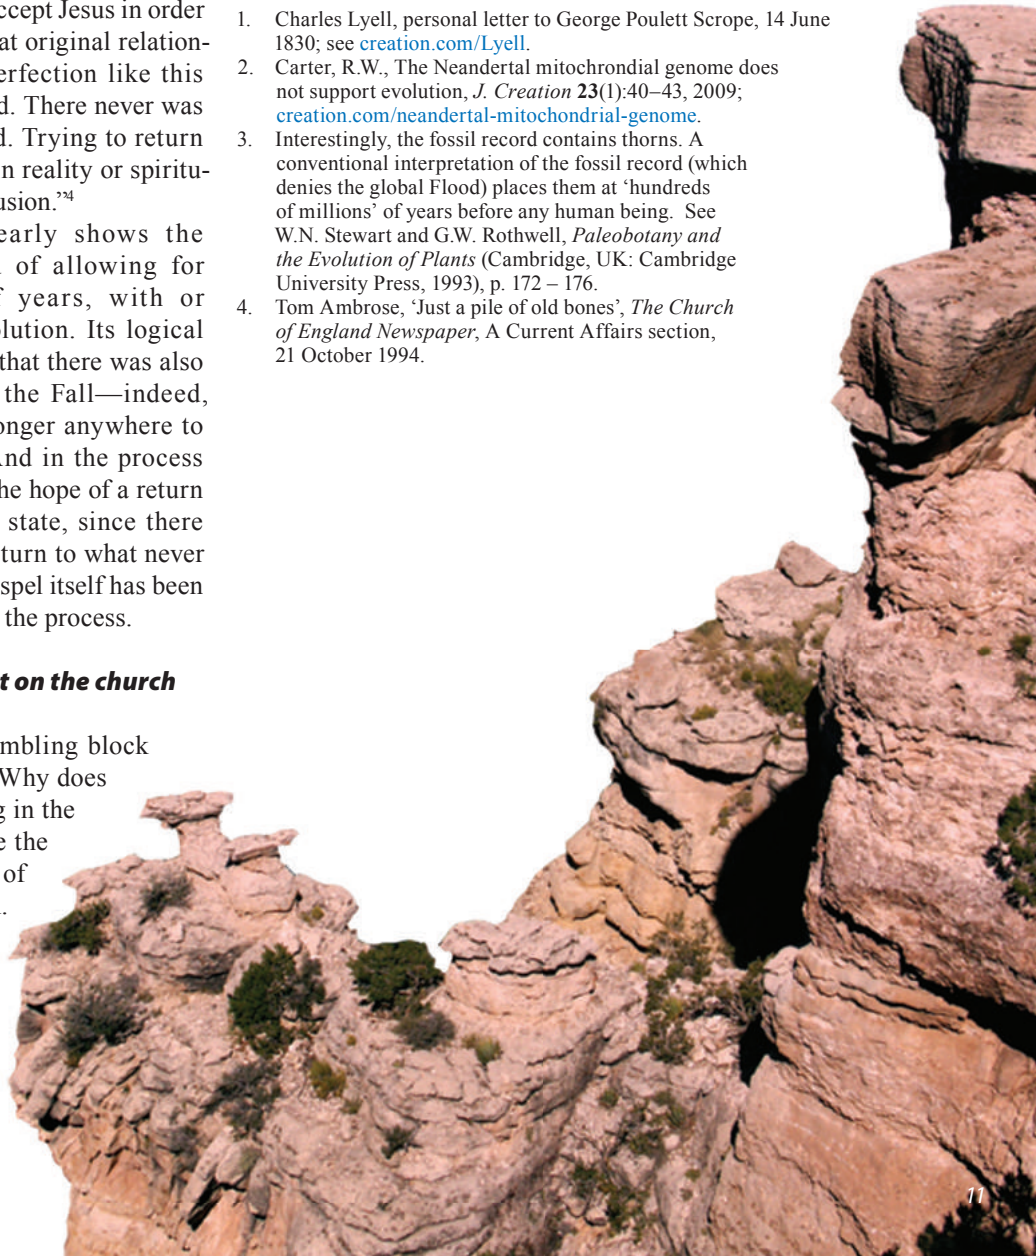 ccept Jesus in order
at original relation-
erfection like this
d. There never was
d. Trying to return
n reality or spiritu-
usion.”4
early shows the
of allowing for
f years, with or
olution. Its logical
that there was also
the Fall—indeed,
onger anywhere to
And in the process
he hope of a return
state, since there
turn to what never
spel itself has been
the process.
t on the church
mbling block
Why does
g in the
e the
of
1. Charles Lyell, personal letter to George Poulett Scrope, 14 June
1830; see creation.com/Lyell.
2. Carter, R.W., The Neandertal mitochrondial genome does
not support evolution, J. Creation 23(1):40–43, 2009;
creation.com/neandertal-mitochondrial-genome.
3. Interestingly, the fossil record contains thorns. A
conventional interpretation of the fossil record (which
denies the global Flood) places them at ‘hundreds
of millions’ of years before any human being. See
W.N. Stewart and G.W. Rothwell, Paleobotany and
the Evolution of Plants (Cambridge, UK: Cambridge
University Press, 1993), p. 172 – 176.
4. Tom Ambrose, ‘Just a pile of old bones’, The Church
of England Newspaper, A Current Affairs section,
21 October 1994.
11